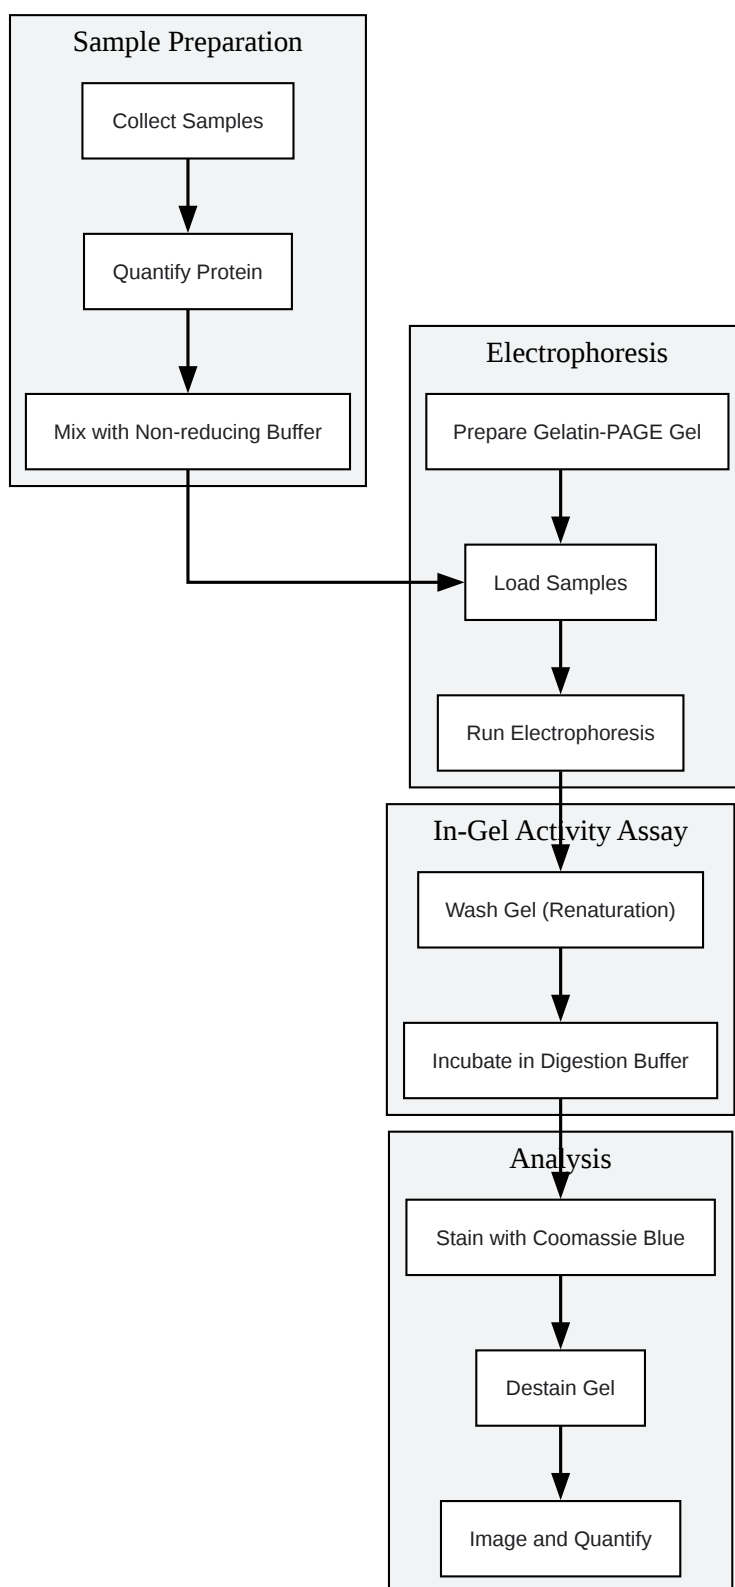 Sample Preparation
Collect Samples
Quantify Protein
Mix with Non-reducing Buffer
Electrophoresis
Prepare Gelatin-PAGE Gel
Load Samples
Run Electrophoresis
In-Gel Activity Assay
Wash Gel (Renaturation)
Incubate in Digestion Buffer
Analysis
Stain with Coomassie Blue
Destain Gel
Image and Quantify